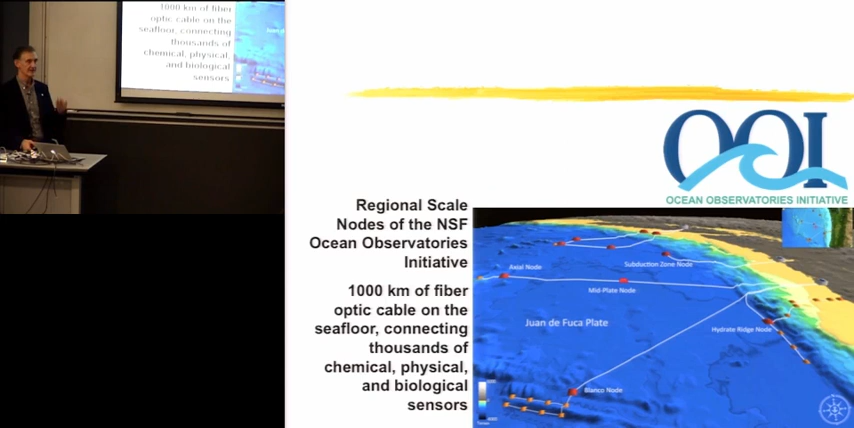 1000 km of fiber
optic cable on the
seafloor, connecting
thousands of
chemical, physical,
and biological
sensors
OOI
OCEAN OBSERVATORIES INITIATIVE
Regional Scale
Nodes of the NSF
Ocean Observatories
Initiative
1000 km of fiber
optic cable on the
seafloor, connecting
thousands of
chemical, physical,
and biological
sensors
Axial Node
Subduction Zone Node
Mid-Plate Node
Juan de Fuca Plate
Hydrate Ridge Node
Blanco Node